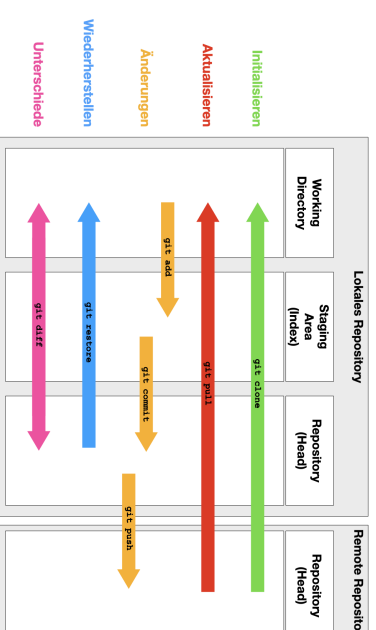 Lokales Repository
Remote Reposito
Working
Directory
Staging
Area
(Index)
Repository
(Head)
Repository
(Head)
Initialisieren
git clone
Aktualisieren
git pull
Änderungen
git add
git commit
git push
Wiederherstellen
git restore
Unterschiede
git diff